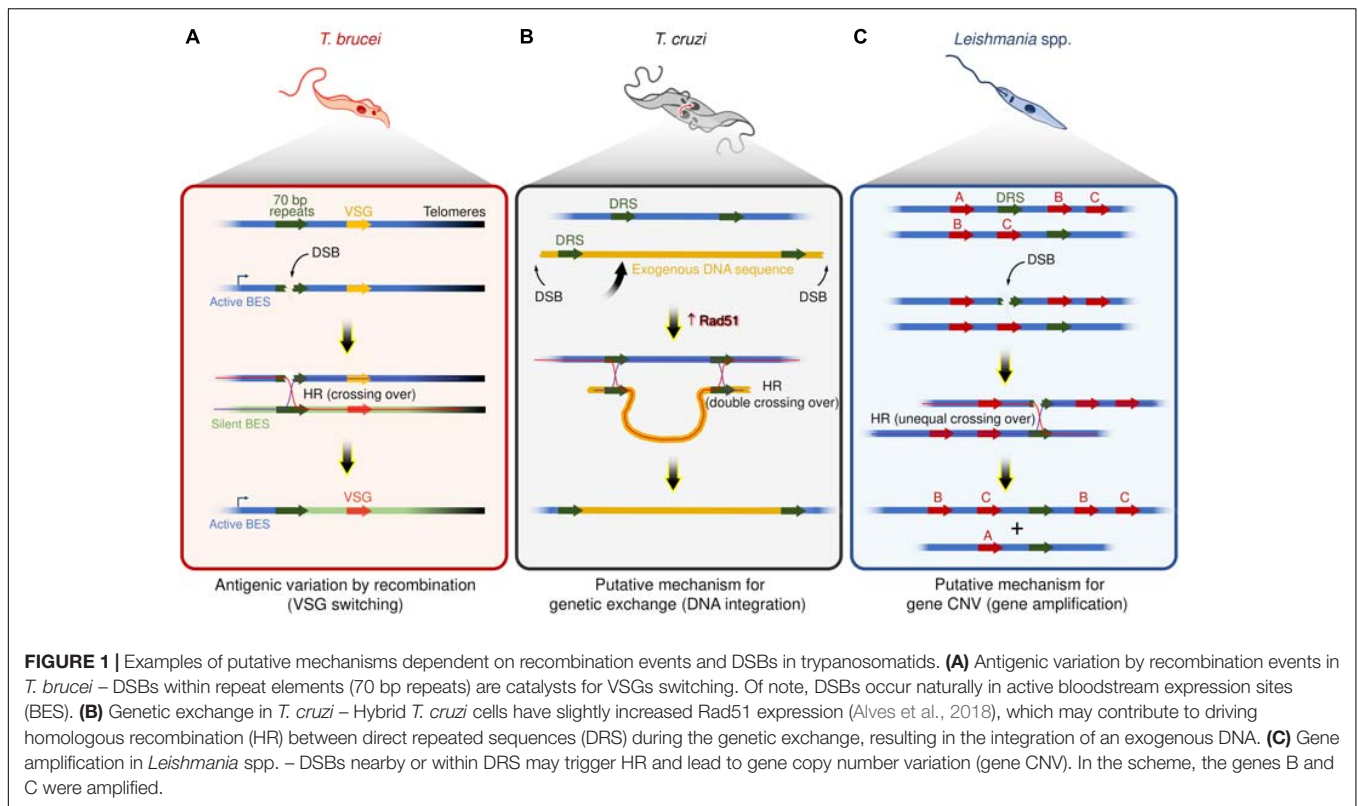 A
T. brucei
70 bp
repeats
VSG
Telomeres
DSB
Active BES
HR (crossing over)
Silent BES
VSG
Active BES
Antigenic variation by recombination
(VSG switching)
B
T. cruzi
DRS
DRS
Exogenous DNA sequence
DSB
DSB
↑ Rad51
HR
(double crossing over)
Putative mechanism for
genetic exchange (DNA integration)
C
Leishmania spp.
A DRS B C
B C
DSB
HR (unequal crossing over)
B C B C
+
A
Putative mechanism for
gene CNV (gene amplification)
FIGURE 1 | Examples of putative mechanisms dependent on recombination events and DSBs in trypanosomatids. (A) Antigenic variation by recombination events in
T. brucei – DSBs within repeat elements (70 bp repeats) are catalysts for VSGs switching. Of note, DSBs occur naturally in active bloodstream expression sites
(BES). (B) Genetic exchange in T. cruzi – Hybrid T. cruzi cells have slightly increased Rad51 expression (Alves et al., 2018), which may contribute to driving
homologous recombination (HR) between direct repeated sequences (DRS) during the genetic exchange, resulting in the integration of an exogenous DNA. (C) Gene
amplification in Leishmania spp. – DSBs nearby or within DRS may trigger HR and lead to gene copy number variation (gene CNV). In the scheme, the genes B and
C were amplified.